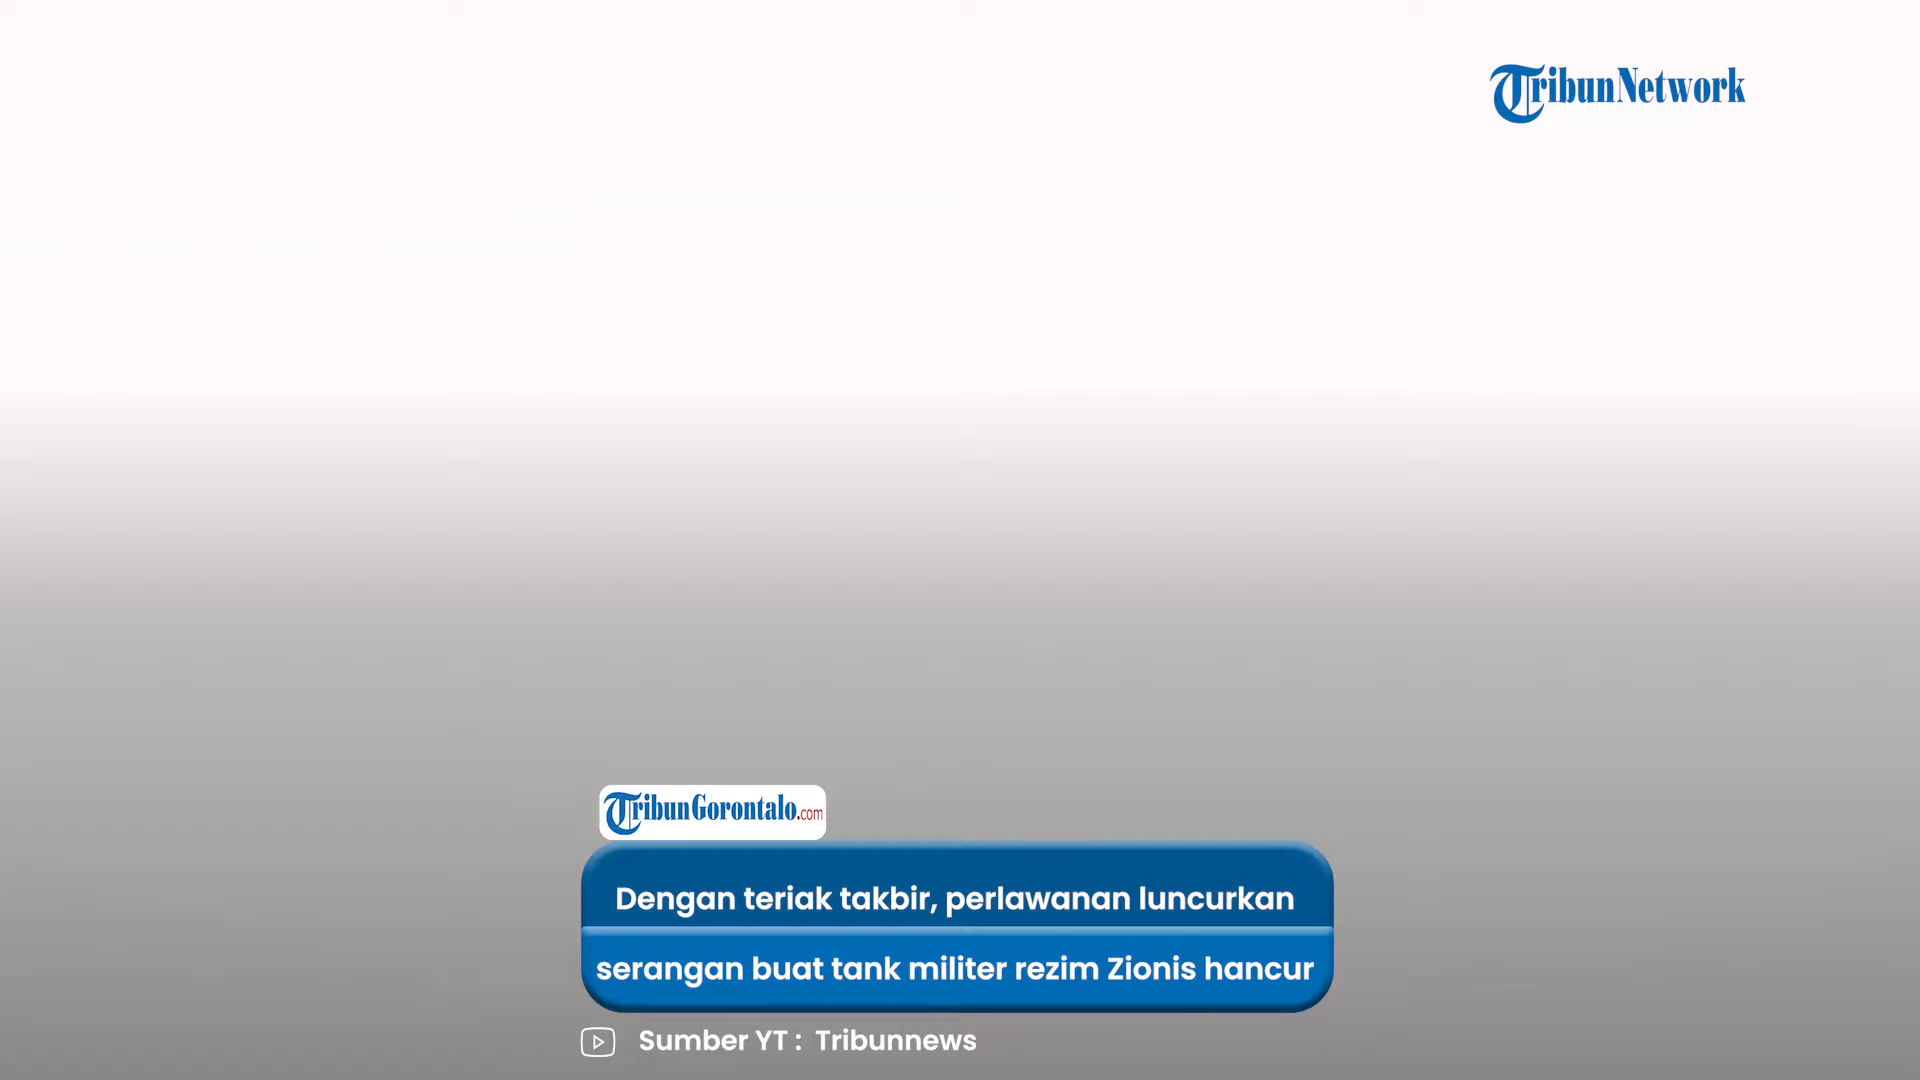 TribunNetwork
TribunGorontalo.com
Dengan teriak takbir, perlawanan luncurkan
serangan buat tank militer rezim Zionis hancur
Sumber YT : Tribunnews